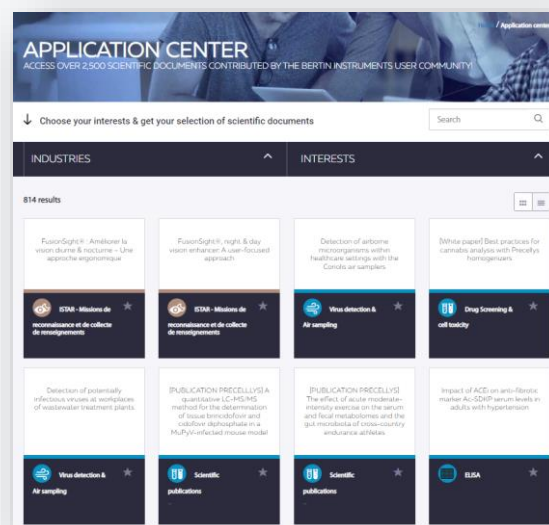 Home / Application center
APPLICATION CENTER
ACCESS OVER 2,500 SCIENTIFIC DOCUMENTS CONTRIBUTED BY THE BERTIN INSTRUMENTS USER COMMUNITY!
↓ Choose your interests & get your selection of scientific documents
Search
INDUSTRIES
INTERESTS
814 results
FusionSight® : Améliorer la
vision diurne & nocturne – Une
approche ergonomique
ISTAR - Missions de
reconnaissance et de collecte
de renseignements
FusionSight®, night & day
vision enhancer: A user-focused
approach
ISTAR - Missions de
reconnaissance et de collecte
de renseignements
Detection of airborne
microorganisms within
healthcare settings with the
Coriolis air samplers
Virus detection &
Air sampling
[White paper] Best practices for
cannabis analysis with Precellys
homogenizers
Drug Screening &
cell toxicity
Detection of potentially
infectious viruses at workplaces
of wastewater treatment plants
Virus detection &
Air sampling
[PUBLICATION PRECELLLYS] A
quantitative LC-MS/MS
method for the determination
of tissue brincidofovir and
cidofovir diphosphate in a
MuPyV-infected mouse model
Scientific
publications
[PUBLICATION PRECELLYS]
The effect of acute moderate-
intensity exercise on the serum
and fecal metabolomes and the
gut microbiota of cross-country
endurance athletes
Scientific
publications
Impact of ACEi on anti-fibrotic
marker Ac-SDKP serum levels in
adults with hypertension
ELISA